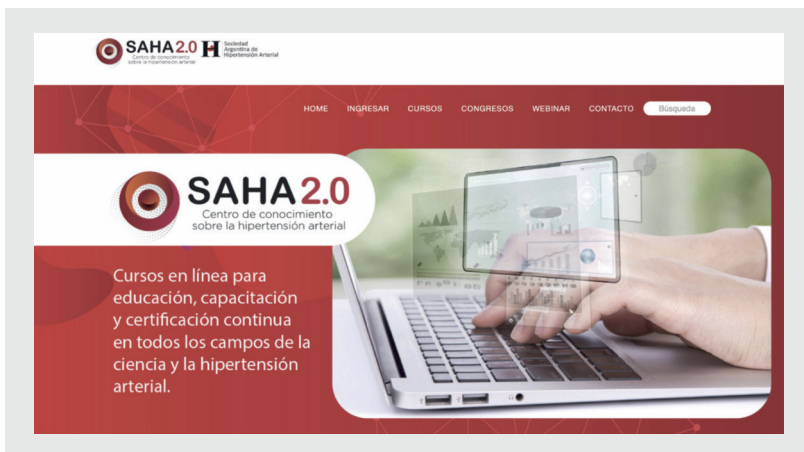 SAHA 2.0
Centro de conocimiento
sobre la hipertensión arterial
H
Sociedad
Argentina de
Hipertensión Arterial
HOME INGRESAR CURSOS CONGRESOS WEBINAR CONTACTO Búsqueda
SAHA 2.0
Centro de conocimiento
sobre la hipertensión arterial
Cursos en línea para
educación, capacitación
y certificación continua
en todos los campos de la
ciencia y la hipertensión
arterial.